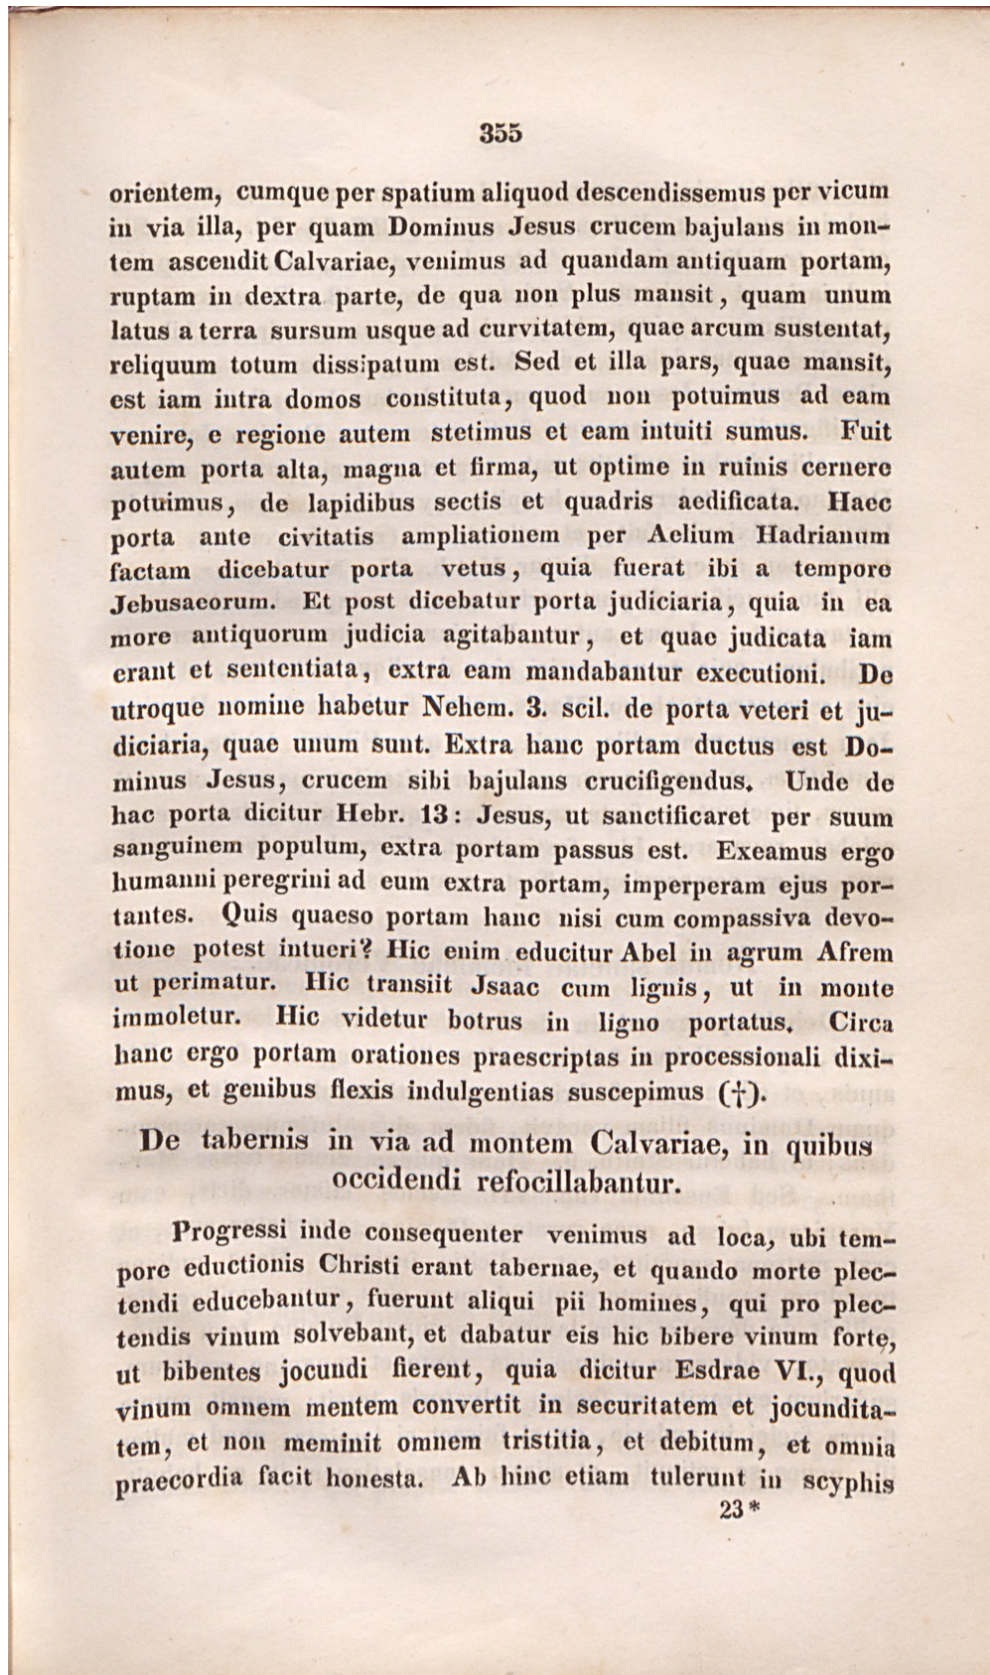 355
orientem, cumque per spatium aliquod descendissemus per vicum
in via illa, per quam Dominus Jesus crucem bajulans in mon-
tem ascendit Calvariae, venimus ad quandam antiquam portam,
ruptam in dextra parte, de qua non plus mansit, quam unum
latus a terra sursum usque ad curvitatem, quae arcum sustentat,
reliquum totum dissipatum est. Sed et illa pars, quae mansit,
est iam intra domos constituta, quod non potuimus ad eam
venire, e regione autem stetimus et eam intuiti sumus. Fuit
autem porta alta, magna et firma, ut optime in ruinis cernere
potuimus, de lapidibus sectis et quadris aedificata. Haec
porta ante civitatis ampliationem per Aelium Hadrianum
factam dicebatur porta vetus, quia fuerat ibi a tempore
Jebusaeorum. Et post dicebatur porta judiciaria, quia in ea
more antiquorum judicia agitabantur, et quae judicata iam
erant et sententiata, extra eam mandabantur executioni. De
utroque nomine habetur Nehem. 3. scil. de porta veteri et ju-
diciaria, quae unum sunt. Extra hanc portam ductus est Do-
minus Jesus, crucem sibi bajulans crucifigendus. Unde de
hac porta dicitur Hebr. 13: Jesus, ut sanctificaret per suum
sanguinem populum, extra portam passus est. Exeamus ergo
humanni peregrini ad eum extra portam, imperperam ejus por-
tantes. Quis quaeso portam hanc nisi cum compassiva devo-
tione potest intueri? Hic enim educitur Abel in agrum Afrem
ut perimatur. Hic transiit Jsaac cum lignis, ut in monte
immoletur. Hic videtur botrus in ligno portatus. Circa
hanc ergo portam orationes praescriptas in processionali dixi-
mus, et genibus flexis indulgentias suscepimus (†).
De tabernis in via ad montem Calvariae, in quibus
occidendi refocillabantur.
Progressi inde consequenter venimus ad loca, ubi tem-
pore eductionis Christi erant tabernae, et quando morte plec-
tendi educebantur, fuerunt aliqui pii homines, qui pro plec-
tendis vinum solvebant, et dabatur eis hic bibere vinum forte,
ut bibentes jocundi fierent, quia dicitur Esdrae VI., quod
vinum omnem mentem convertit in securitatem et jocundita-
tem, et non meminit omnem tristitia, et debitum, et omnia
praecordia facit honesta. Ab hinc etiam tulerunt in scyphis
23*